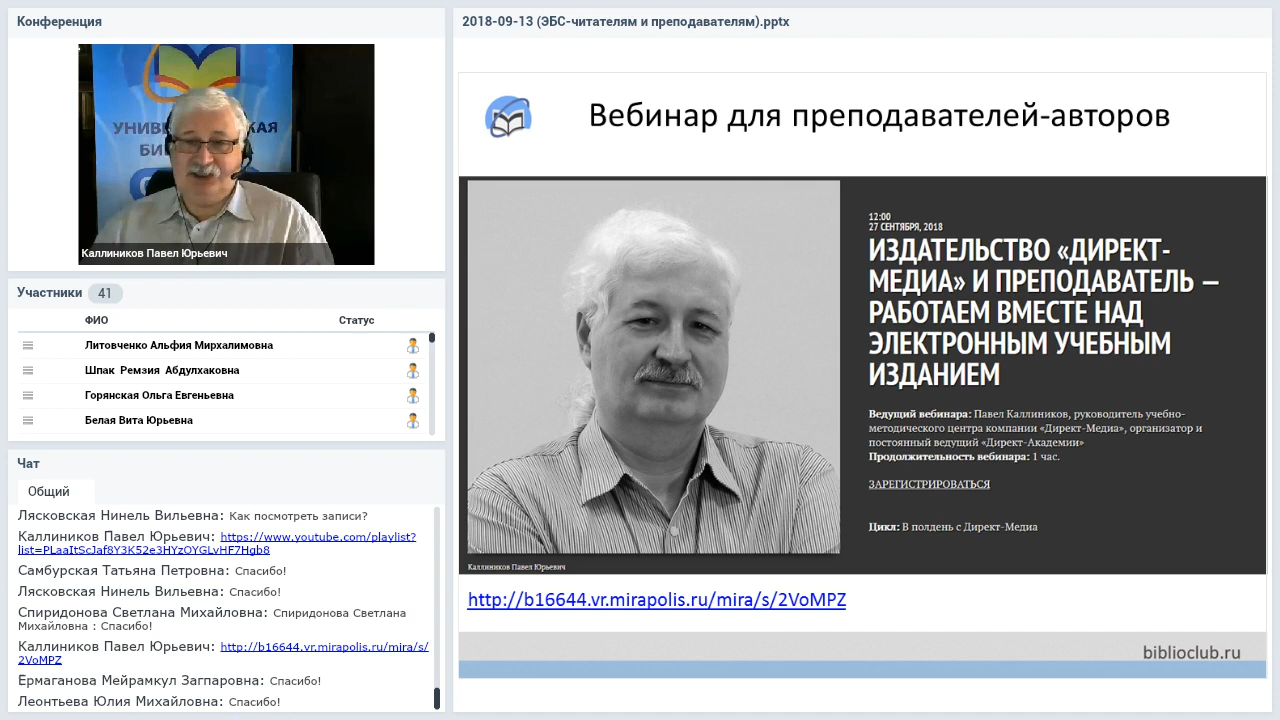 Конференция
УНИВЕ
КАЯ
Каллиников Павел Юрьевич
Участники 41
ФИО Статус
Литовченко Альфия Мирхалимовна
Шпак Ремзия Абдулхаковна
Горянская Ольга Евгеньевна
Белая Вита Юрьевна
Чат
Общий
Лясковская Нинель Вильевна: Как посмотреть записи?
Каллиников Павел Юрьевич: https://www.youtube.com/playlist?
list=PLaaItScJaf8Y3K52e3HYzOYGLvHF7Hgb8
Самбурская Татьяна Петровна: Спасибо!
Лясковская Нинель Вильевна: Спасибо!
Спиридонова Светлана Михайловна: Спиридонова Светлана
Михайловна : Спасибо!
Каллиников Павел Юрьевич: http://b16644.vr.mirapolis.ru/mira/s/
2VoMPZ
Ермаганова Мейрамкул Загпаровна: Спасибо!
Леонтьева Юлия Михайловна: Спасибо!
2018-09-13 (ЭБС-читателям и преподавателям).pptx
Вебинар для преподавателей-авторов
12:00
27 СЕНТЯБРЯ, 2018
ИЗДАТЕЛЬСТВО «ДИРЕКТ-
МЕДИА» И ПРЕПОДАВАТЕЛЬ —
РАБОТАЕМ ВМЕСТЕ НАД
ЭЛЕКТРОННЫМ УЧЕБНЫМ
ИЗДАНИЕМ
Ведущий вебинара: Павел Каллиников, руководитель учебно-
методического центра компании «Директ-Медиа», организатор и
постоянный ведущий «Директ-Академии»
Продолжительность вебинара: 1 час.
ЗАРЕГИСТРИРОВАТЬСЯ
Цикл: В полдень с Директ-Медиа
Каллиников Павел Юрьевич
http://b16644.vr.mirapolis.ru/mira/s/2VoMPZ
biblioclub.ru